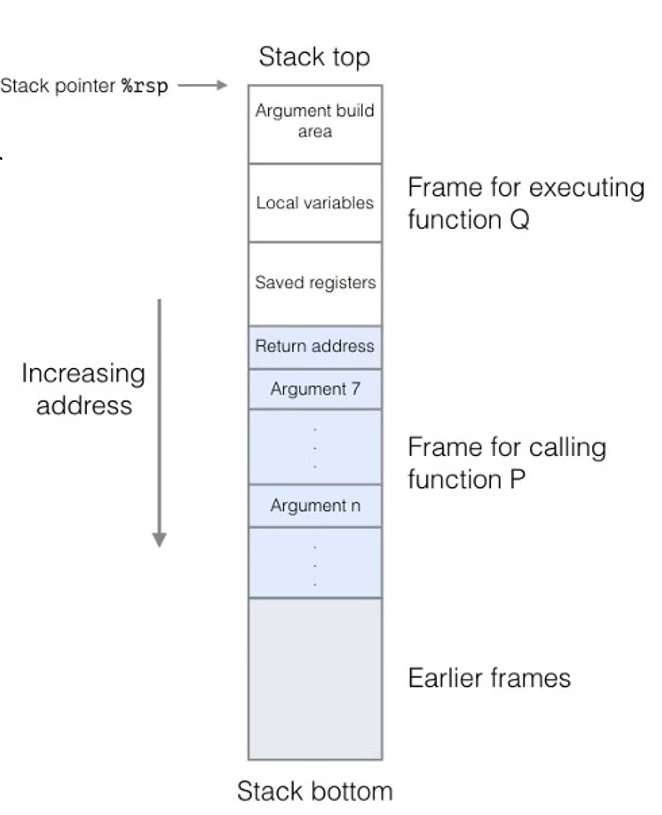 Stack top
Stack pointer %rsp
Argument build
area
Local variables
Frame for executing
function Q
Saved registers
Return address
Increasing
address
Argument 7
.
.
.
Frame for calling
function P
Argument n
.
.
.
Earlier frames
Stack bottom